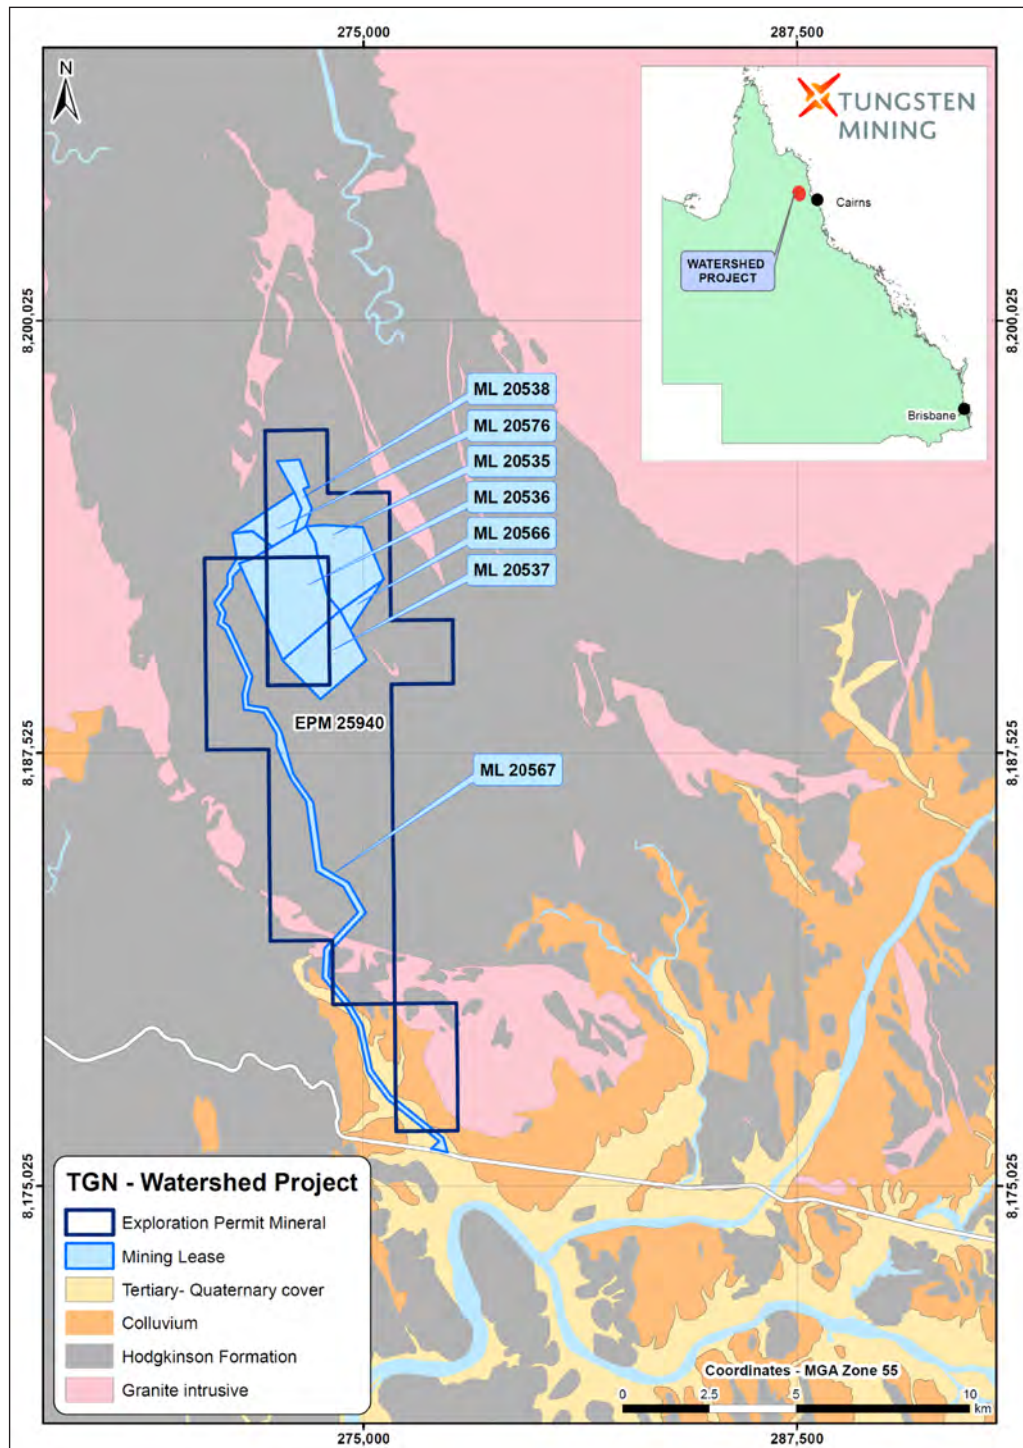 275,000
287,500
N
TUNGSTEN
MINING
Cairns
WATERSHED
PROJECT
Brisbane
8,200,025
8,200,025
ML 20538
ML 20576
ML 20535
ML 20536
ML 20566
ML 20537
EPM 25940
8,187,525
8,187,525
ML 20567
8,175,025
8,175,025
TGN - Watershed Project
Exploration Permit Mineral
Mining Lease
Tertiary- Quaternary cover
Colluvium
Hodgkinson Formation
Granite intrusive
Coordinates - MGA Zone 55
0 2.5 5 10
km
275,000
287,500